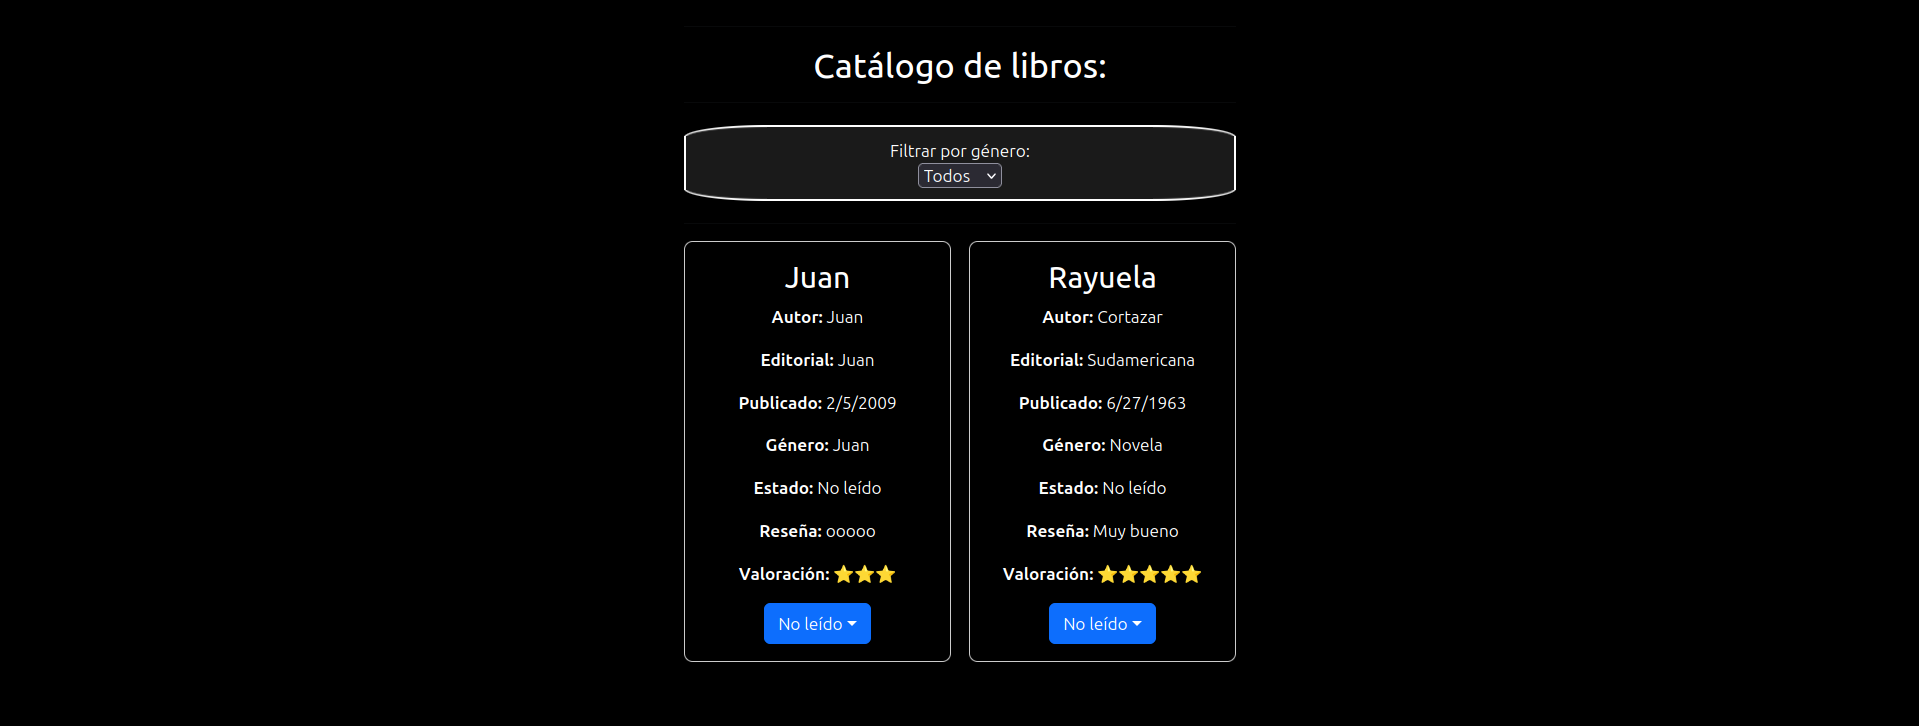 Catálogo de libros:
Filtrar por género:
Todos
Juan
Autor: Juan
Editorial: Juan
Publicado: 2/5/2009
Género: Juan
Estado: No leído
Reseña: ooooo
Valoración: ⭐⭐⭐
No leído
Rayuela
Autor: Cortazar
Editorial: Sudamericana
Publicado: 6/27/1963
Género: Novela
Estado: No leído
Reseña: Muy bueno
Valoración: ⭐⭐⭐⭐⭐
No leído